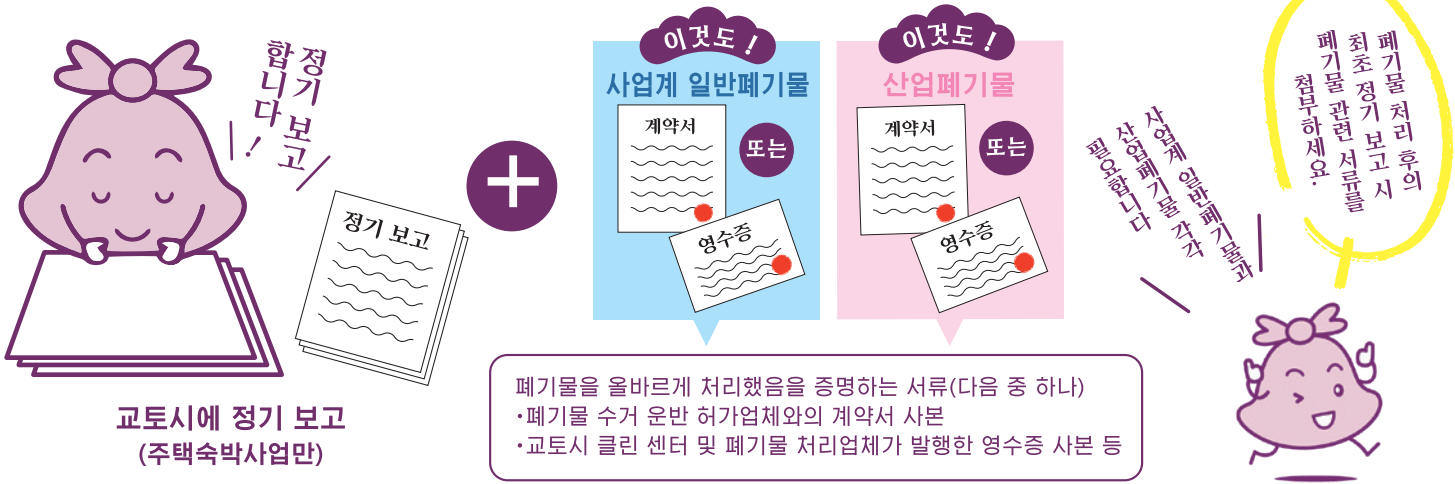 정기 보고
합니다!
정기 보고
교토시에 정기 보고
(주택숙박사업만)
+
이것도!
사업계 일반폐기물
계약서
또는
영수증
이것도!
산업폐기물
계약서
또는
영수증
폐기물을 올바르게 처리했음을 증명하는 서류(다음 중 하나)
•폐기물 수거 운반 허가업체와의 계약서 사본
•교토시 클린 센터 및 폐기물 처리업체가 발행한 영수증 사본 등
폐기물 처리 후의
최초 정기 보고 시
폐기물 관련 서류를
첨부하세요.
사업계 일반폐기물과
산업폐기물 각각
필요합니다